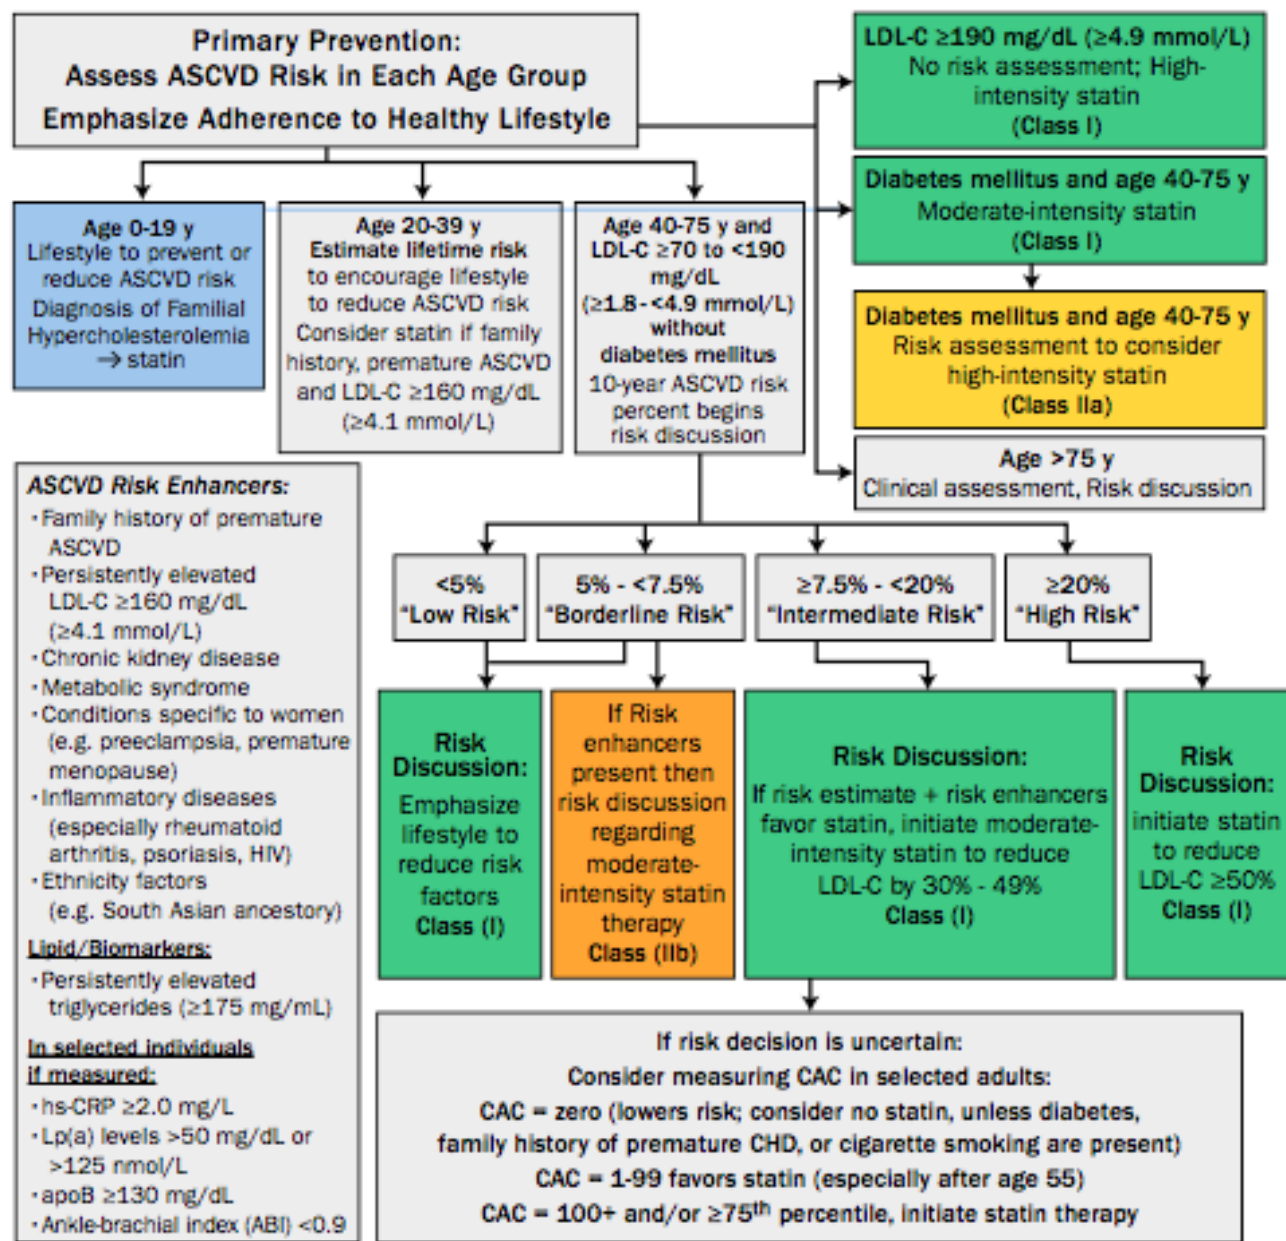 Primary Prevention:
Assess ASCVD Risk in Each Age Group
Emphasize Adherence to Healthy Lifestyle
LDL-C ≥190 mg/dL (≥4.9 mmol/L)
No risk assessment; High-
intensity statin
(Class I)
Diabetes mellitus and age 40-75 y
Moderate-intensity statin
(Class I)
Diabetes mellitus and age 40-75 y
Risk assessment to consider
high-intensity statin
(Class IIa)
Age >75 y
Clinical assessment, Risk discussion
Age 0-19 y
Lifestyle to prevent or
reduce ASCVD risk
Diagnosis of Familial
Hypercholesterolemia
→ statin
Age 20-39 y
Estimate lifetime risk
to encourage lifestyle
to reduce ASCVD risk
Consider statin if family
history, premature ASCVD
and LDL-C ≥160 mg/dL
(≥4.1 mmol/L)
Age 40-75 y and
LDL-C ≥70 to <190
mg/dL
(≥1.8 - <4.9 mmol/L)
without
diabetes mellitus
10-year ASCVD risk
percent begins
risk discussion
ASCVD Risk Enhancers:
· Family history of premature
ASCVD
· Persistently elevated
LDL-C ≥160 mg/dL
(≥4.1 mmol/L)
· Chronic kidney disease
· Metabolic syndrome
· Conditions specific to women
(e.g. preeclampsia, premature
menopause)
· Inflammatory diseases
(especially rheumatoid
arthritis, psoriasis, HIV)
· Ethnicity factors
(e.g. South Asian ancestory)
Lipid/Biomarkers:
· Persistently elevated
triglycerides (≥175 mg/mL)
In selected individuals
if measured:
· hs-CRP ≥2.0 mg/L
· Lp(a) levels >50 mg/dL or
>125 nmol/L
· apoB ≥130 mg/dL
· Ankle-brachial index (ABI) <0.9
<5%
"Low Risk"
5% - <7.5%
"Borderline Risk"
≥7.5% - <20%
"Intermediate Risk"
≥20%
"High Risk"
Risk
Discussion:
Emphasize
lifestyle to
reduce risk
factors
Class (I)
If Risk
enhancers
present then
risk discussion
regarding
moderate-
intensity statin
therapy
Class (IIb)
Risk Discussion:
If risk estimate + risk enhancers
favor statin, initiate moderate-
intensity statin to reduce
LDL-C by 30% - 49%
Class (I)
Risk
Discussion:
initiate statin
to reduce
LDL-C ≥50%
Class (I)
If risk decision is uncertain:
Consider measuring CAC in selected adults:
CAC = zero (lowers risk; consider no statin, unless diabetes,
family history of premature CHD, or cigarette smoking are present)
CAC = 1-99 favors statin (especially after age 55)
CAC = 100+ and/or ≥75th percentile, initiate statin therapy